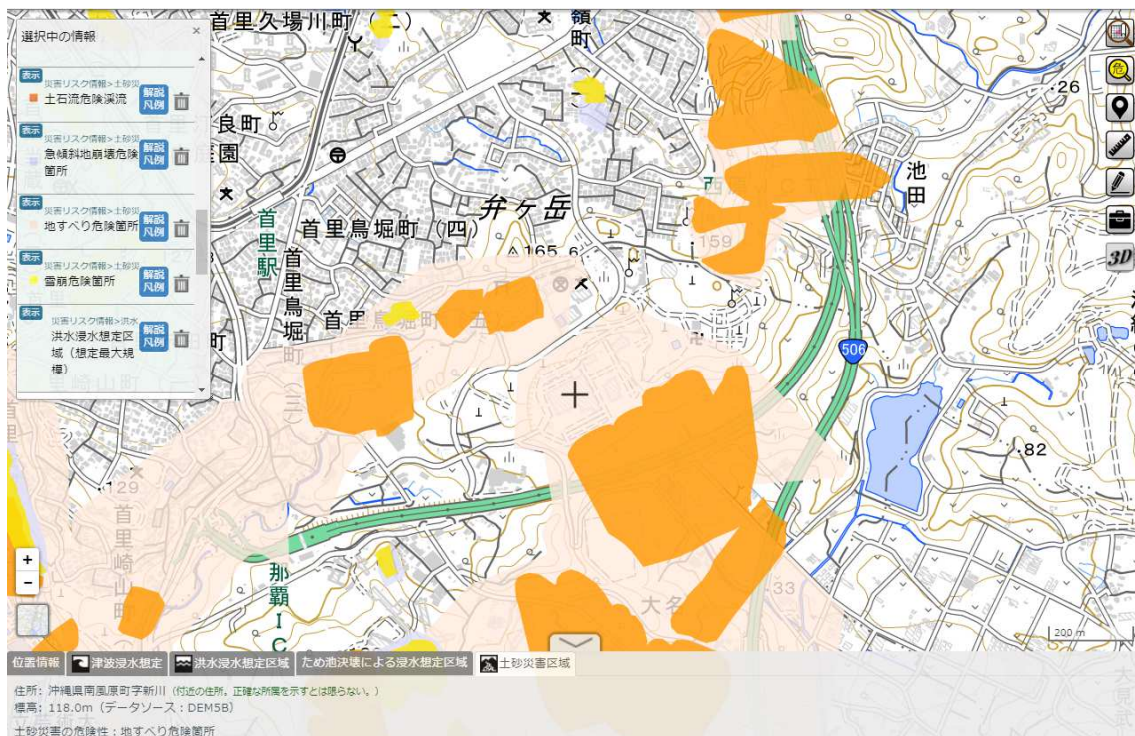 選択中の情報
×
表示
災害リスク情報>土砂災
土石流危険渓流
解説
凡例
表示
災害リスク情報>土砂災
急傾斜地崩壊危険
箇所
解説
凡例
表示
災害リスク情報>土砂災
地すべり危険箇所
解説
凡例
表示
災害リスク情報>土砂災
雪崩危険箇所
解説
凡例
表示
災害リスク情報>洪水
洪水浸水想定区
域（想定最大規
模）
解説
凡例
首里久場川町（二）
嶺
町
良町
庭園
26
池
田
弁ヶ岳
首里鳥堀町（四）
165.6
159
首里駅
首里鳥堀町
(三)
506
82
129
首里崎山町
那覇IC
大名
33
3D
+
−
200 m
位置情報
津波浸水想定
洪水浸水想定区域
ため池決壊による浸水想定区域
土砂災害区域
住所: 沖縄県南風原町字新川（付近の住所。正確な所属を示すとは限らない。）
標高: 118.0m（データソース：DEM5B）
土砂災害の危険性：地すべり危険箇所